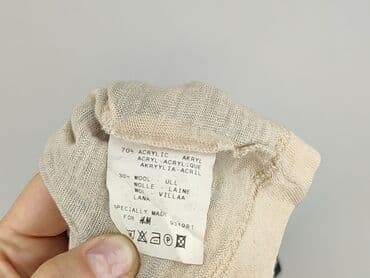 70% ACRYLIC AKRYL
ACRYL-ACRYLIQUE
AKRYYLIA-ACRIL
30% WOOL - ULL
WOLLE - LAINE
WOL - VILLAA
LANA
SPECIALLY MADE
FOR H&M